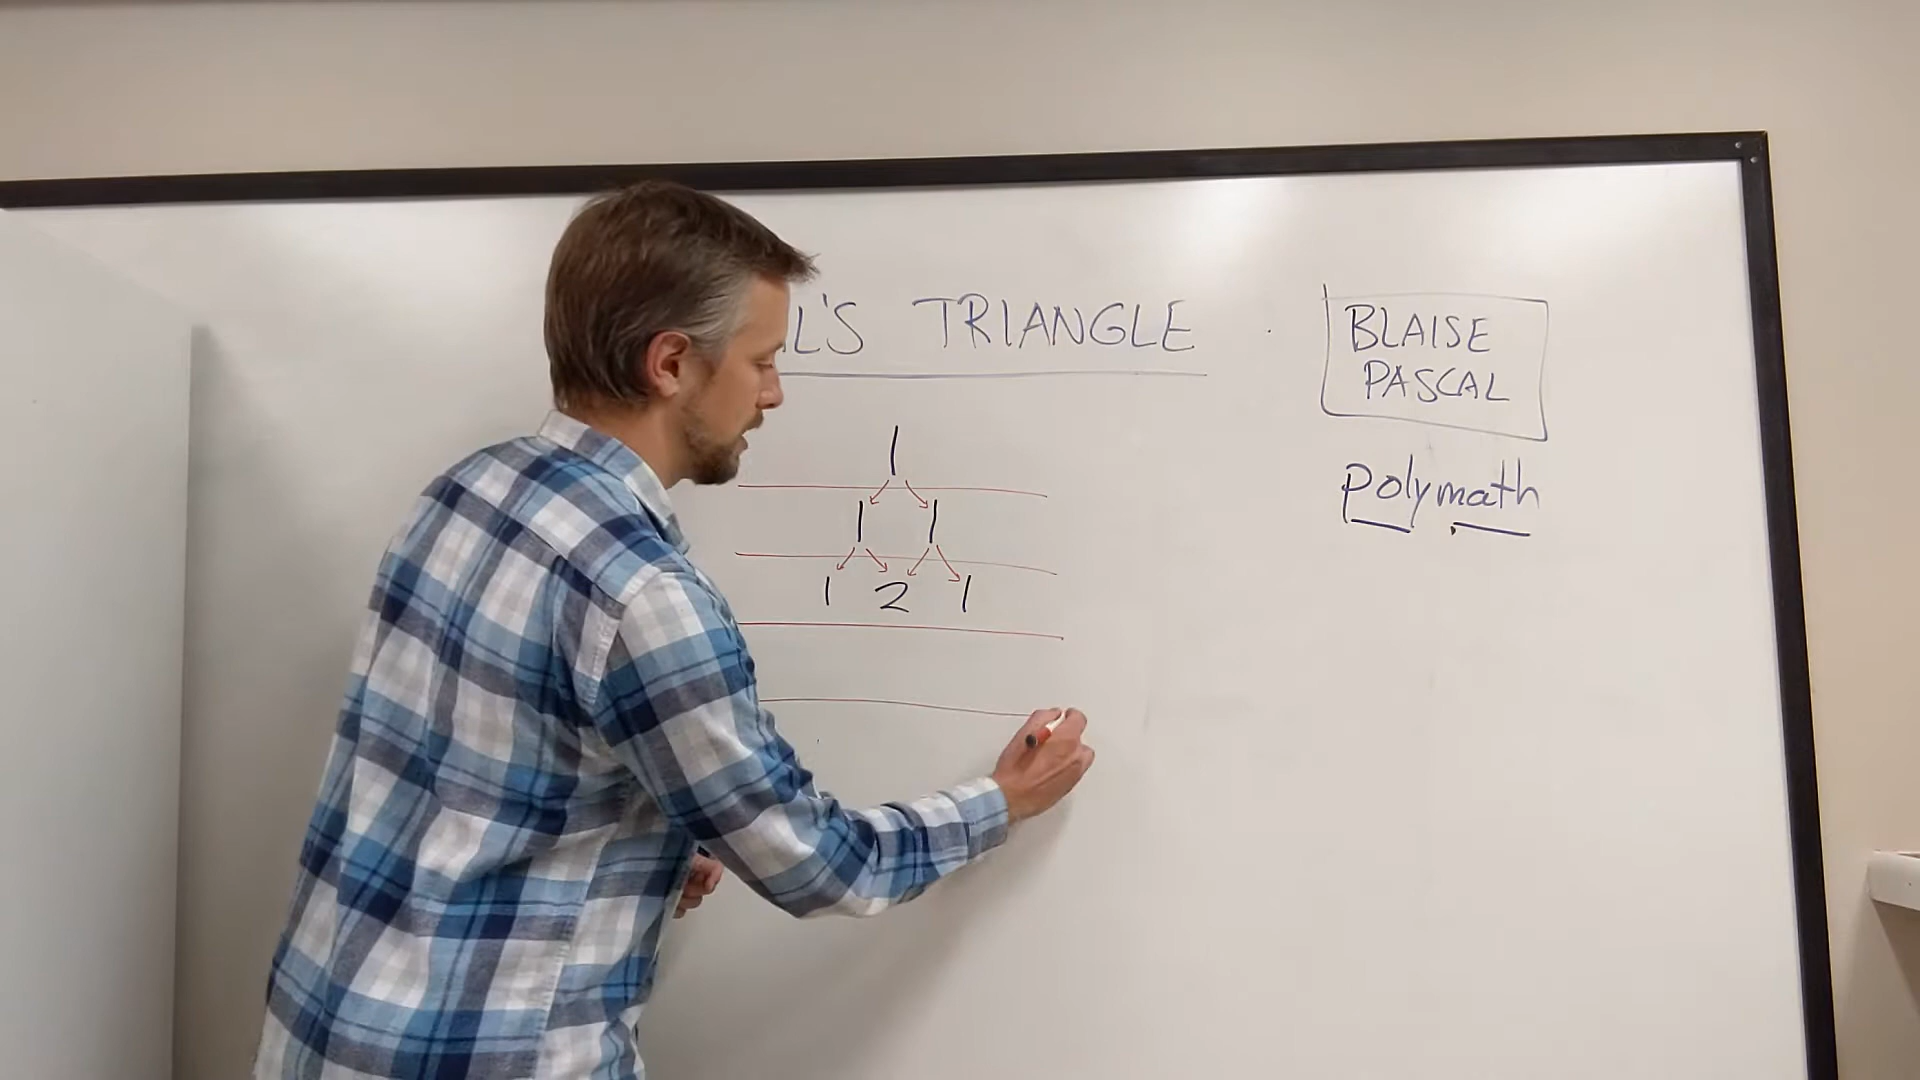 L'S TRIANGLE
BLAISE
PASCAL
polymath
1
1 1
1 2 1